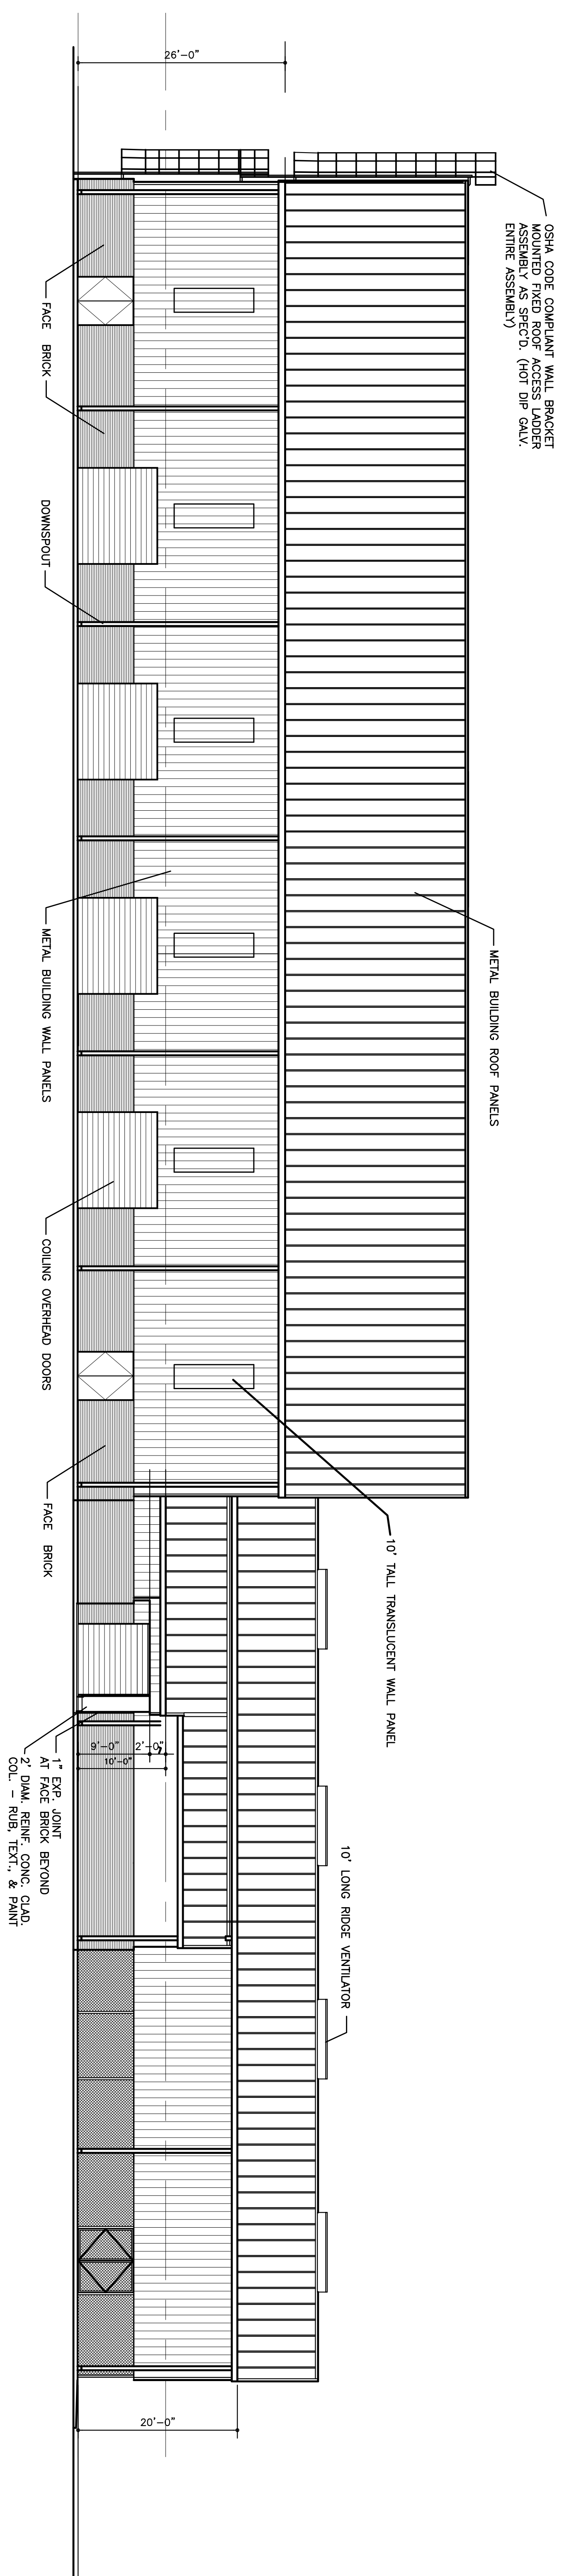 26'-0"
OSHA CODE COMPLIANT WALL BRACKET
MOUNTED FIXED ROOF ACCESS LADDER
ASSEMBLY AS SPEC'D. (HOT DIP GALV.
ENTIRE ASSEMBLY)
FACE BRICK
DOWNSPOUT
METAL BUILDING WALL PANELS
METAL BUILDING ROOF PANELS
COILING OVERHEAD DOORS
FACE BRICK
10' TALL TRANSLUCENT WALL PANEL
9'-0"
2'-0"
10'-0"
1" EXP. JOINT
AT FACE BRICK BEYOND
2' DIAM. REINF. CONC. CLAD.
COL. – RUB, TEXT., & PAINT
10' LONG RIDGE VENTILATOR
20'-0"